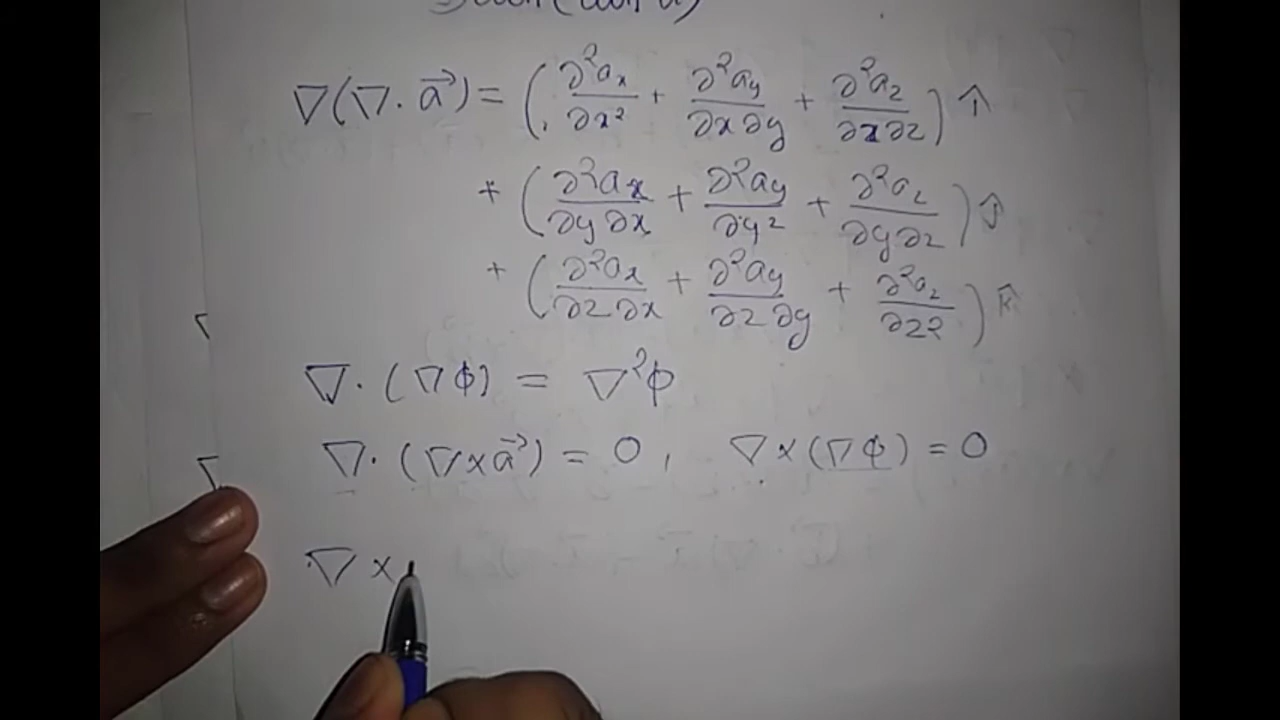 ∇(∇ · a⃗) = (∂²aₓ/∂x² + ∂²a_y/∂x∂y + ∂²a_z/∂x∂z) î
+ (∂²aₓ/∂y∂x + ∂²a_y/∂y² + ∂²a_z/∂y∂z) ĵ
+ (∂²aₓ/∂z∂x + ∂²a_y/∂z∂y + ∂²a_z/∂z²) k̂
∇ · (∇φ) = ∇²φ
∇ · (∇ × a⃗) = 0 , ∇ × (∇φ) = 0
∇ ×